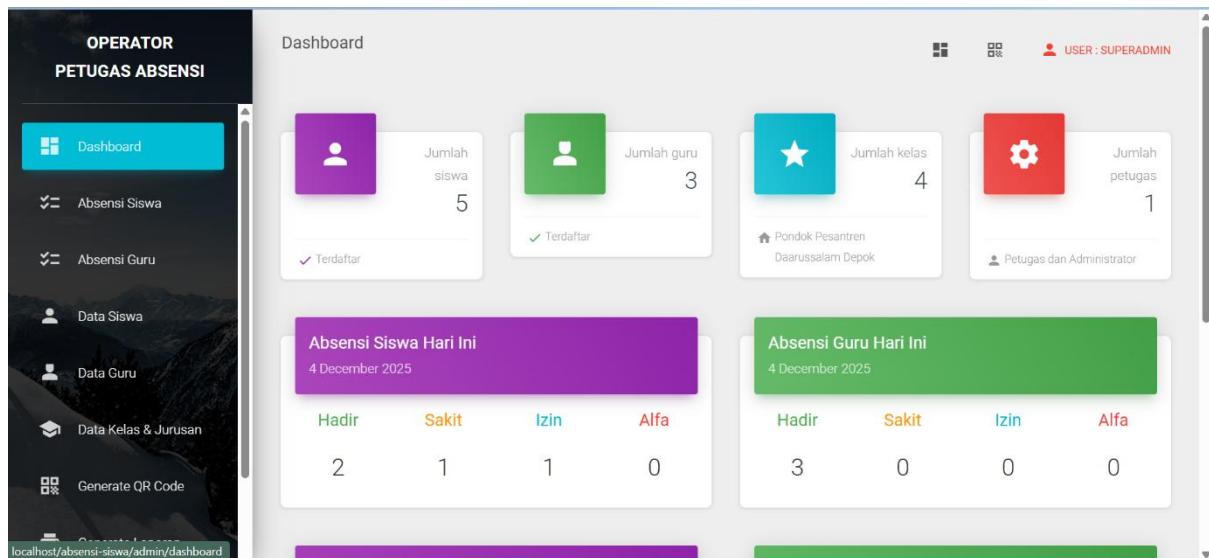 OPERATOR
PETUGAS ABSENSI
Dashboard
Absensi Siswa
Absensi Guru
Data Siswa
Data Guru
Data Kelas & Jurusan
Generate QR Code
localhost/absensi-siswa/admin/dashboard
Dashboard
USER : SUPERADMIN
Jumlah
siswa
5
Terdaftar
Jumlah guru
3
Terdaftar
Jumlah kelas
4
Pondok Pesantren
Daarussalam Depok
Jumlah
petugas
1
Petugas dan Administrator
Absensi Siswa Hari Ini
4 December 2025
Hadir Sakit Izin Alfa
2 1 1 0
Absensi Guru Hari Ini
4 December 2025
Hadir Sakit Izin Alfa
3 0 0 0